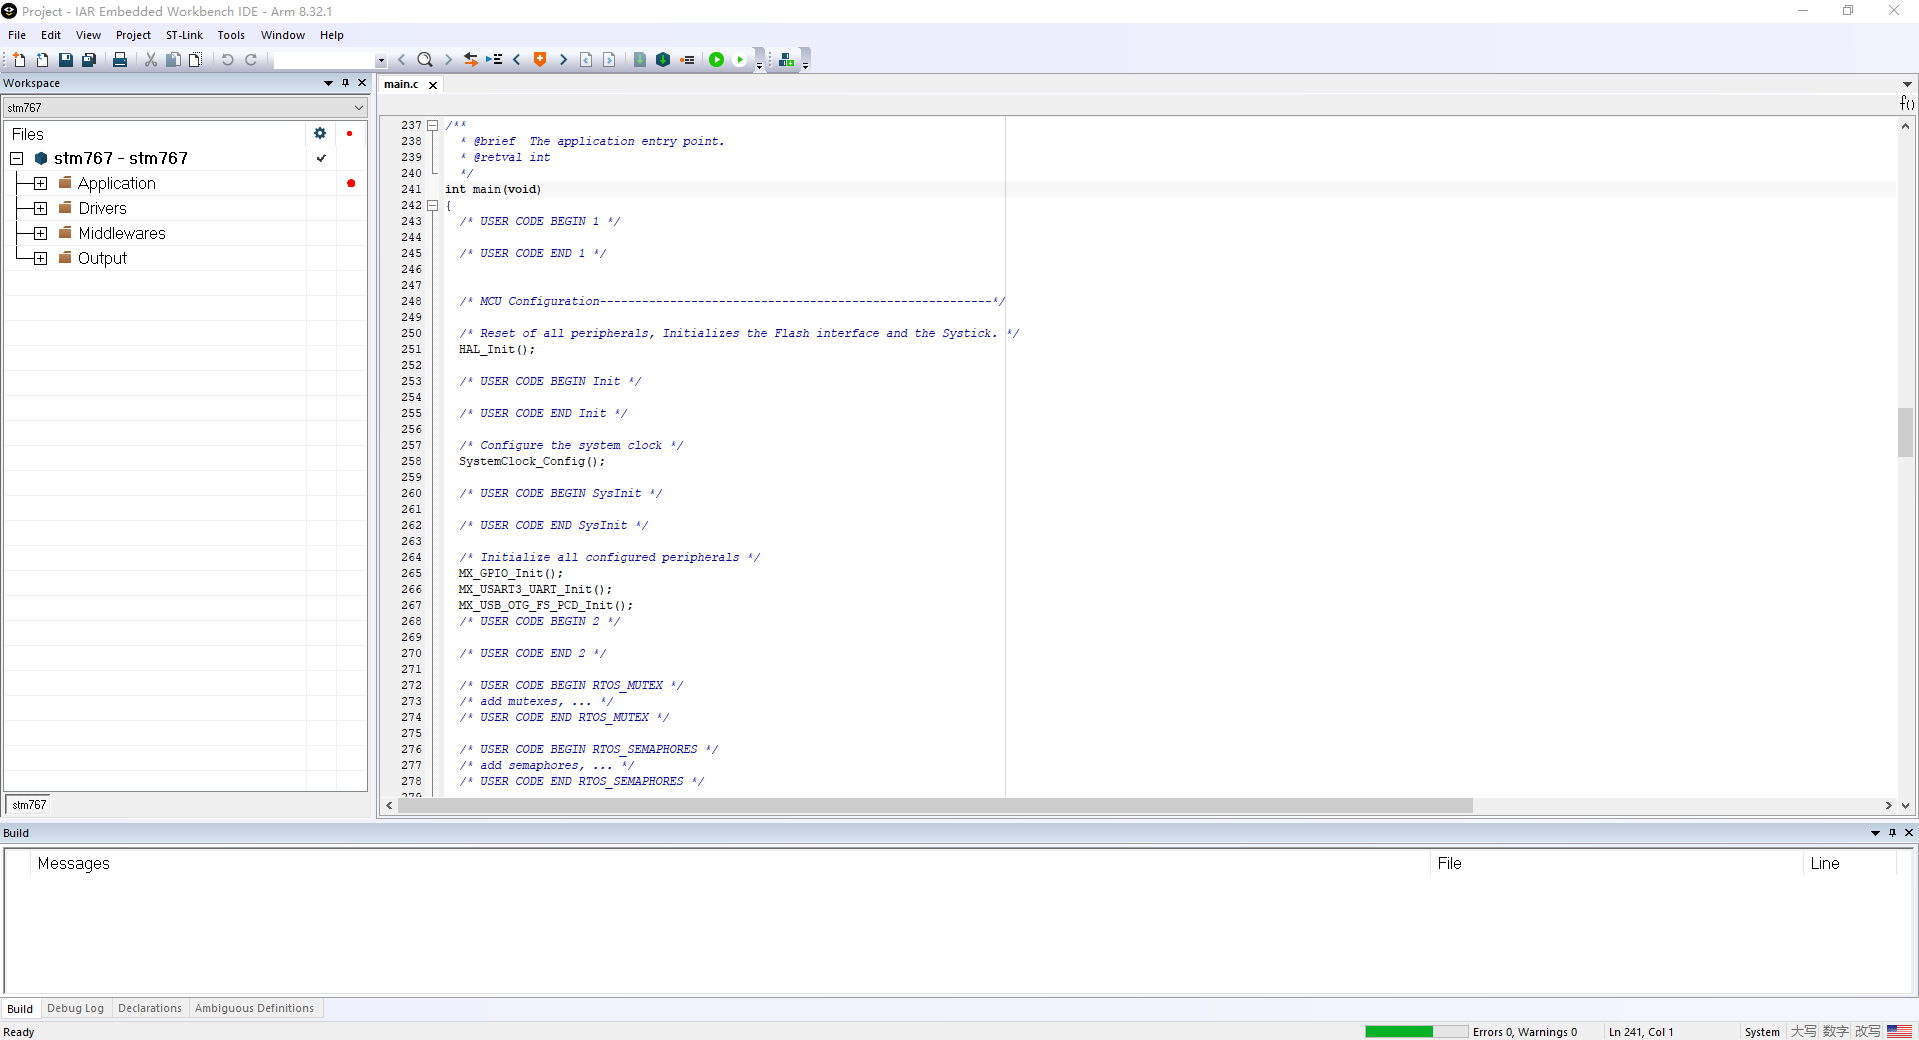 Project - IAR Embedded Workbench IDE - Arm 8.32.1
File Edit View Project ST-Link Tools Window Help
Workspace
main.c
stm767
f()
Files
stm767 - stm767
Application
Drivers
Middlewares
Output
stm767
237 /**
238 * @brief  The application entry point.
239 * @retval int
240 */
241 int main(void)
242 {
243 /* USER CODE BEGIN 1 */
244
245 /* USER CODE END 1 */
246
247
248 /* MCU Configuration--------------------------------------------------------*/
249
250 /* Reset of all peripherals, Initializes the Flash interface and the Systick. */
251 HAL_Init();
252
253 /* USER CODE BEGIN Init */
254
255 /* USER CODE END Init */
256
257 /* Configure the system clock */
258 SystemClock_Config();
259
260 /* USER CODE BEGIN SysInit */
261
262 /* USER CODE END SysInit */
263
264 /* Initialize all configured peripherals */
265 MX_GPIO_Init();
266 MX_USART3_UART_Init();
267 MX_USB_OTG_FS_PCD_Init();
268 /* USER CODE BEGIN 2 */
269
270 /* USER CODE END 2 */
271
272 /* USER CODE BEGIN RTOS_MUTEX */
273 /* add mutexes, ... */
274 /* USER CODE END RTOS_MUTEX */
275
276 /* USER CODE BEGIN RTOS_SEMAPHORES */
277 /* add semaphores, ... */
278 /* USER CODE END RTOS_SEMAPHORES */
279
Build
Messages File Line
Build Debug Log Declarations Ambiguous Definitions
Ready Errors 0, Warnings 0 Ln 241, Col 1 System 大写 数字 改写